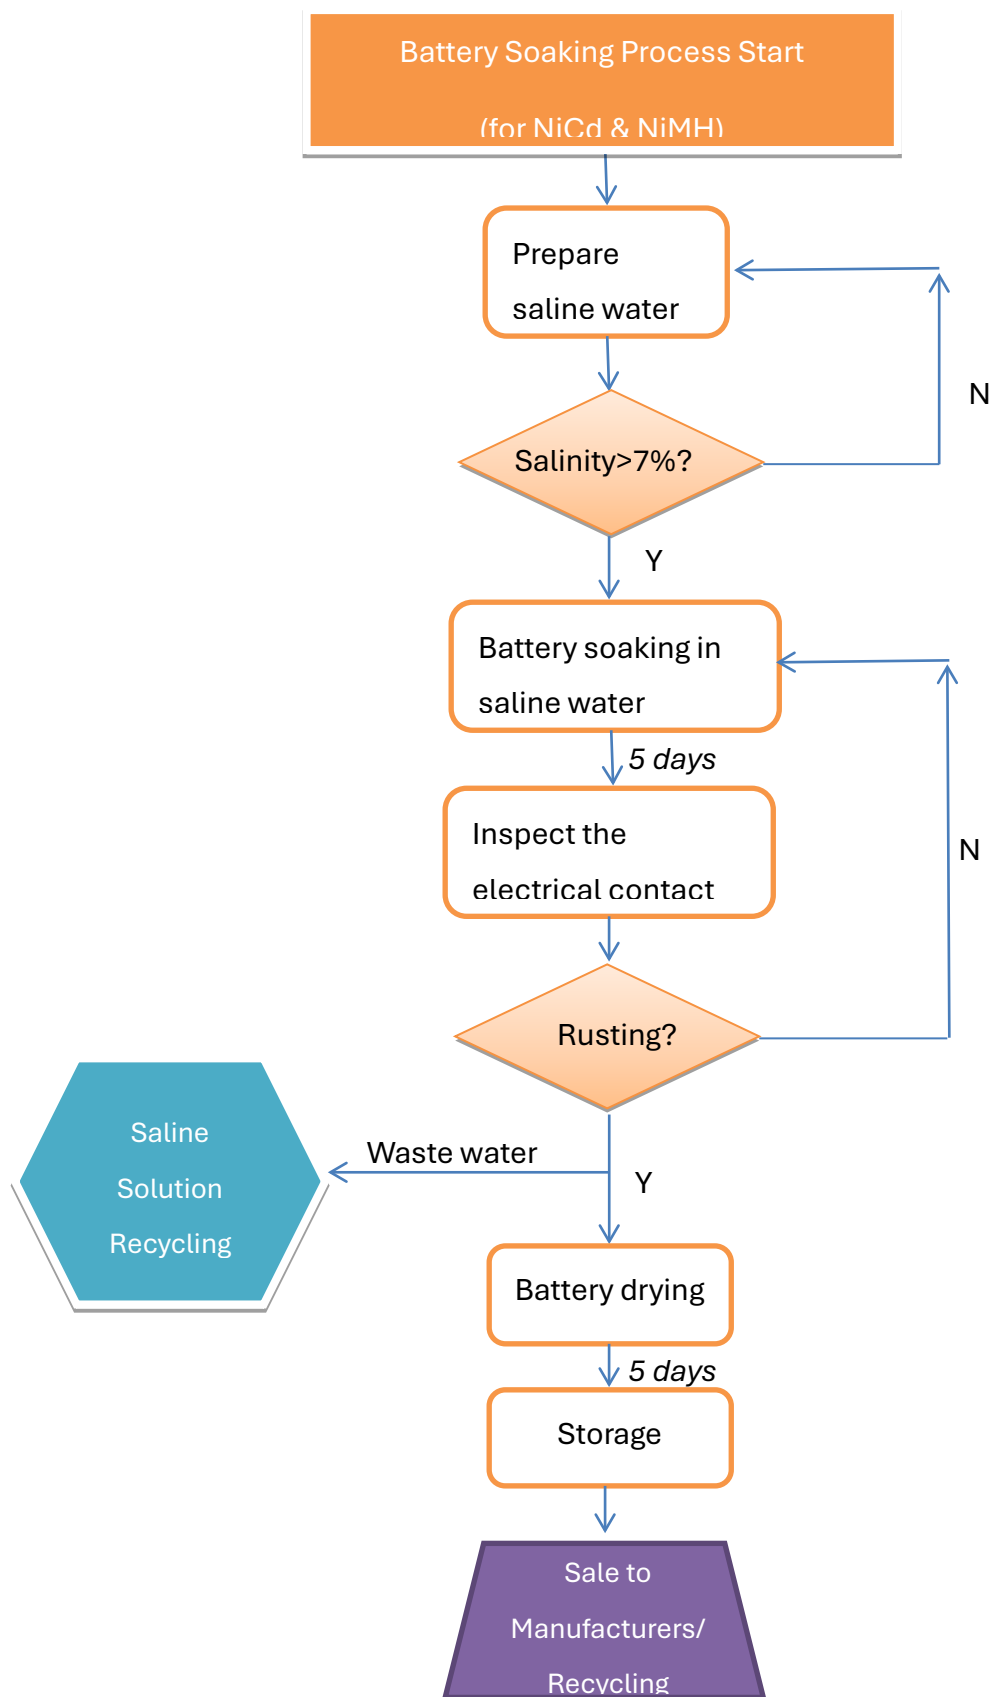 Battery Soaking Process Start
(for NiCd & NiMH)
Prepare
saline water
N
Salinity>7%?
Y
Battery soaking in
saline water
5 days
Inspect the
electrical contact
N
Rusting?
Waste water
Y
Saline
Solution
Recycling
Battery drying
5 days
Storage
Sale to
Manufacturers/
Recycling